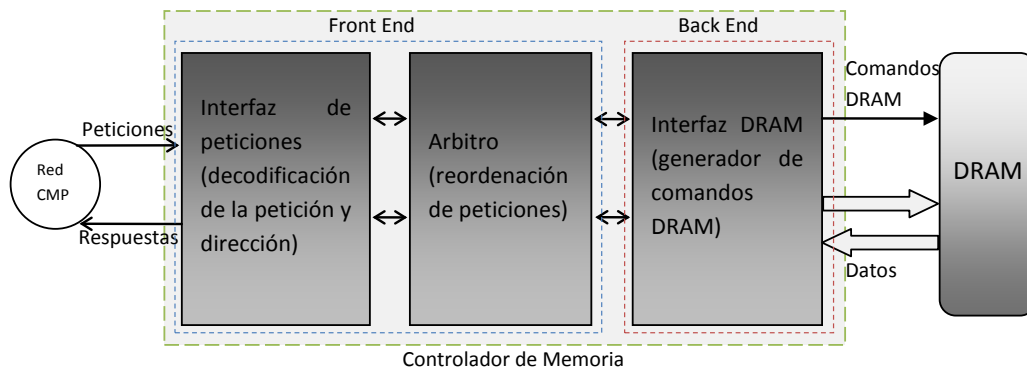 Front End
Back End
Peticiones
Red
CMP
Respuestas
Interfaz de
peticiones
(decodificación
de la petición y
dirección)
Arbitro
(reordenación
de peticiones)
Interfaz DRAM
(generador de
comandos
DRAM)
Comandos
DRAM
Datos
DRAM
Controlador de Memoria